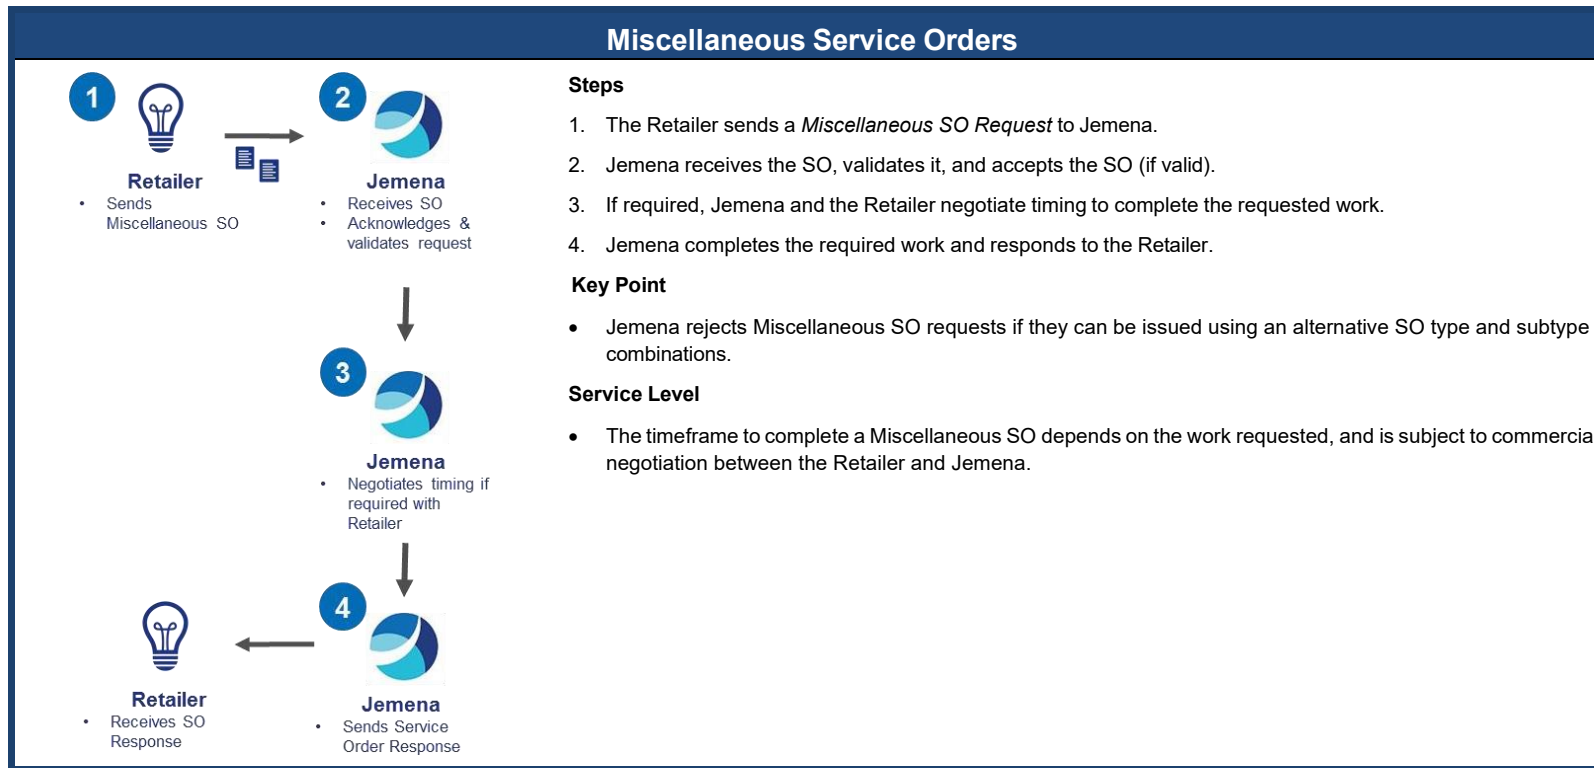 Miscellaneous Service Orders
1
Retailer
• Sends
Miscellaneous SO
2
Jemena
• Receives SO
• Acknowledges &
validates request
3
Jemena
• Negotiates timing if
required with
Retailer
4
Jemena
• Sends Service
Order Response
Retailer
• Receives SO
Response
Steps
1. The Retailer sends a Miscellaneous SO Request to Jemena.
2. Jemena receives the SO, validates it, and accepts the SO (if valid).
3. If required, Jemena and the Retailer negotiate timing to complete the requested work.
4. Jemena completes the required work and responds to the Retailer.
Key Point
• Jemena rejects Miscellaneous SO requests if they can be issued using an alternative SO type and subtype
combinations.
Service Level
• The timeframe to complete a Miscellaneous SO depends on the work requested, and is subject to commercia
negotiation between the Retailer and Jemena.